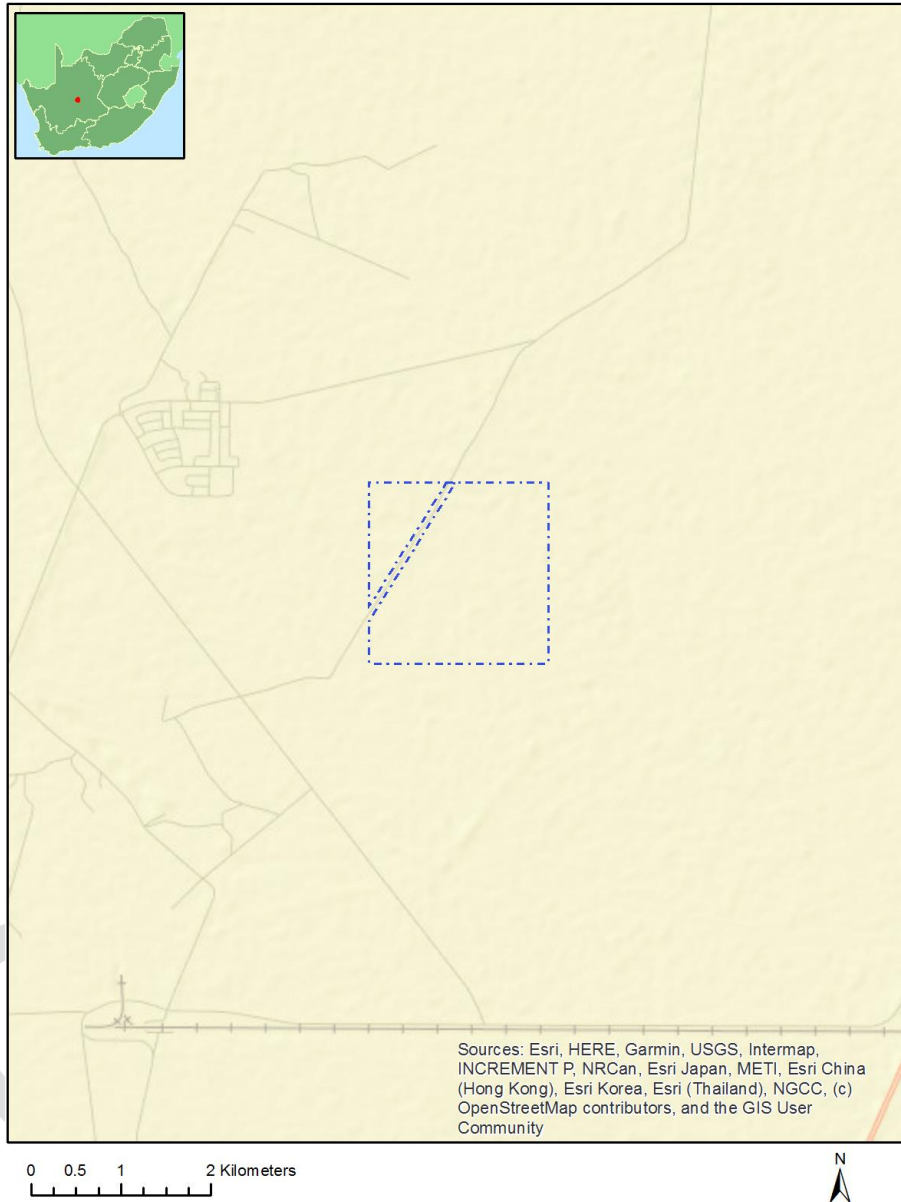 Sources: Esri, HERE, Garmin, USGS, Intermap,
INCREMENT P, NRCan, Esri Japan, METI, Esri China
(Hong Kong), Esri Korea, Esri (Thailand), NGCC, (c)
OpenStreetMap contributors, and the GIS User
Community
0 0.5 1 2 Kilometers
N